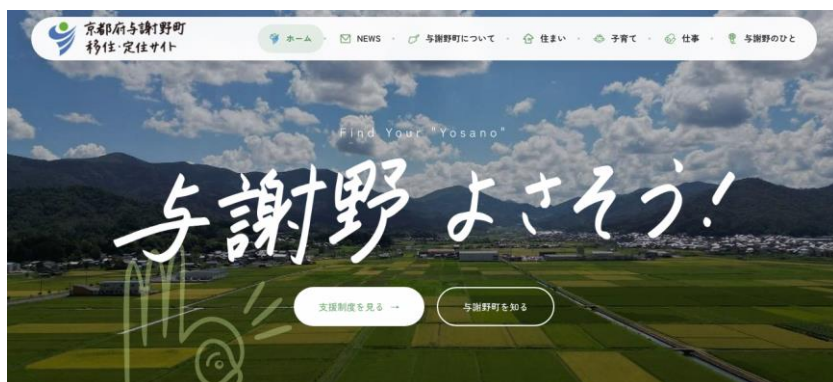 京都府与謝野町
移住・定住サイト
ホーム
NEWS
与謝野町について
住まい
子育て
仕事
与謝野のひと
Find Your "Yosano"
与謝野 よさそう!
支援制度を見る →
与謝野町を知る